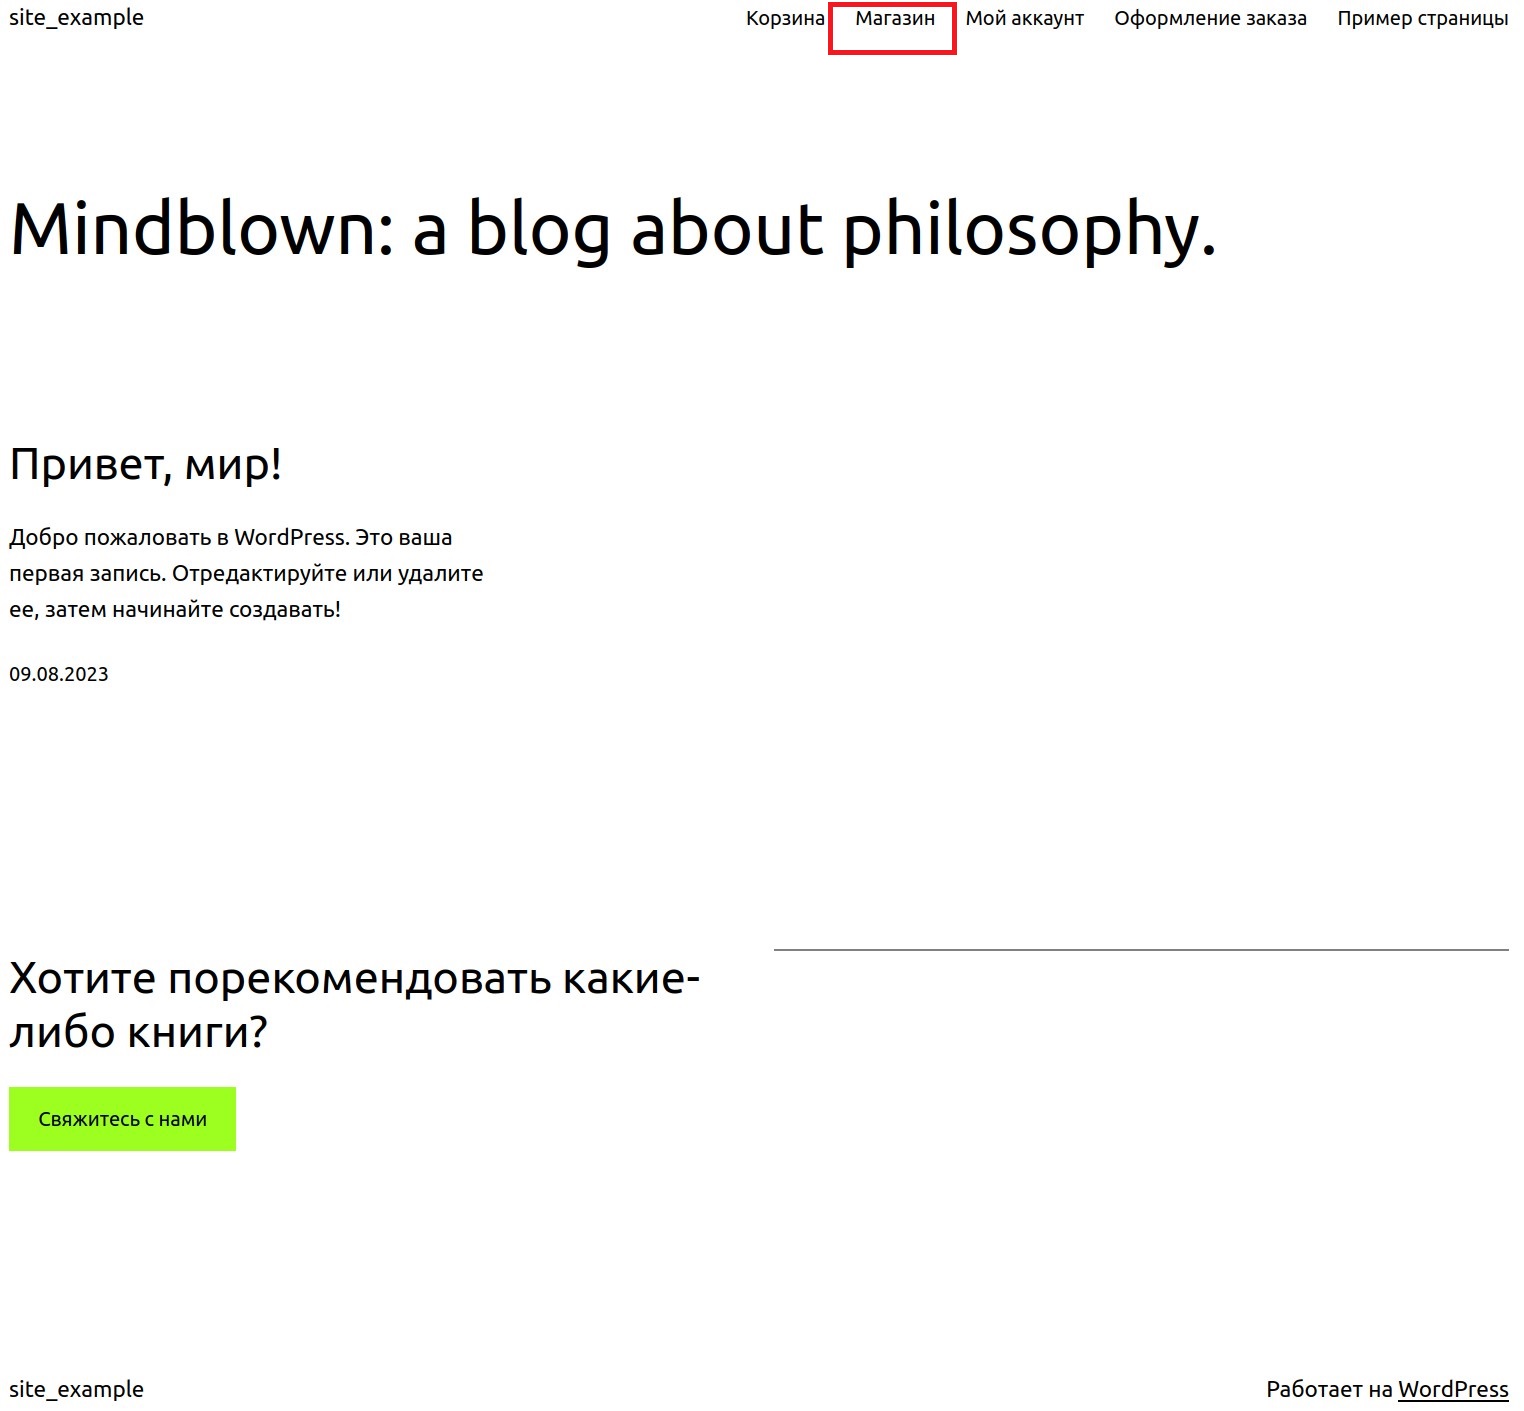 site_example
Корзина Магазин Мой аккаунт Оформление заказа Пример страницы
Mindblown: a blog about philosophy.
Привет, мир!
Добро пожаловать в WordPress. Это ваша
первая запись. Отредактируйте или удалите
ее, затем начинайте создавать!
09.08.2023
Хотите порекомендовать какие-
либо книги?
Свяжитесь с нами
site_example
Работает на WordPress